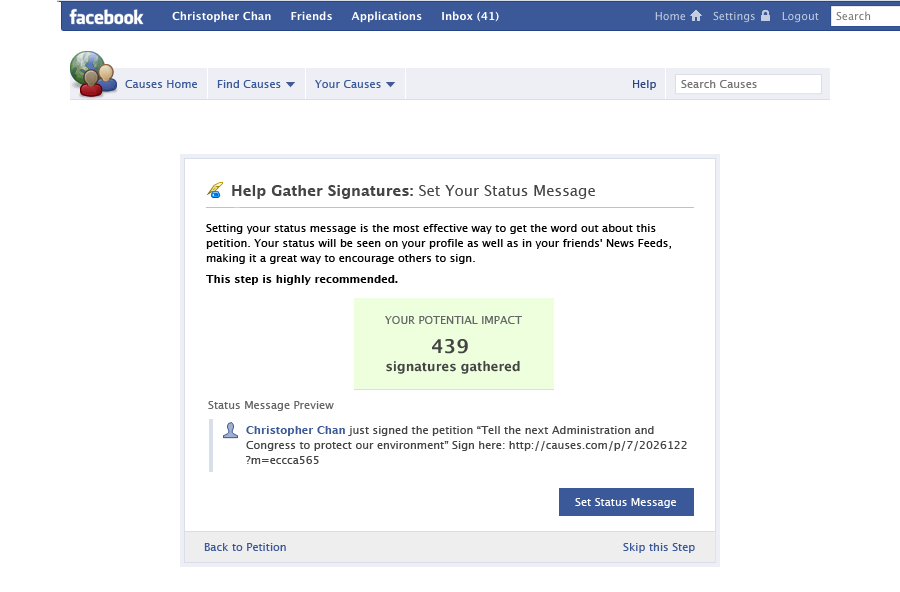 facebook Christopher Chan Friends Applications Inbox (41) Home Settings Logout Search
Causes Home Find Causes Your Causes Help Search Causes
Help Gather Signatures: Set Your Status Message
Setting your status message is the most effective way to get the word out about this
petition. Your status will be seen on your profile as well as in your friends' News Feeds,
making it a great way to encourage others to sign.
This step is highly recommended.
YOUR POTENTIAL IMPACT
439
signatures gathered
Status Message Preview
Christopher Chan just signed the petition “Tell the next Administration and
Congress to protect our environment” Sign here: http://causes.com/p/7/2026122
?m=eccca565
Set Status Message
Back to Petition Skip this Step